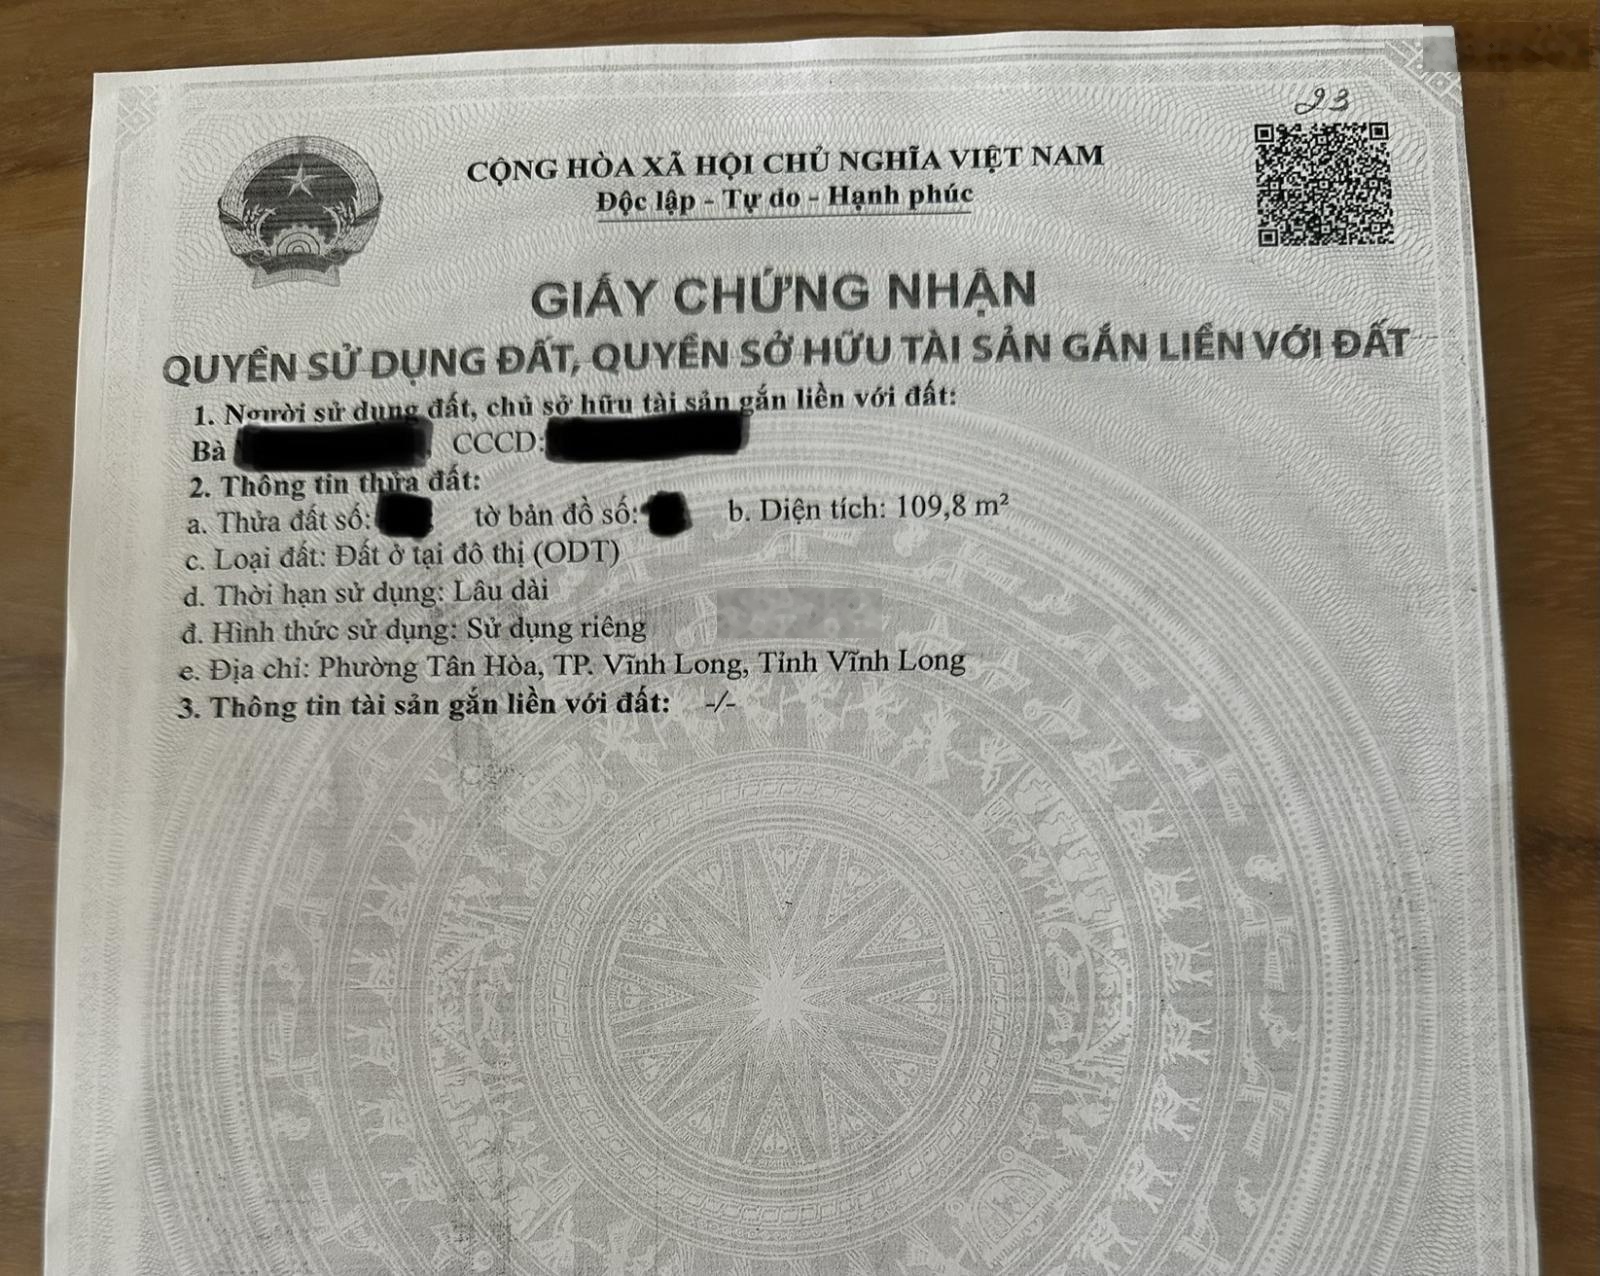 23
CỘNG HÒA XÃ HỘI CHỦ NGHĨA VIỆT NAM
Độc lập - Tự do - Hạnh phúc
GIẤY CHỨNG NHẬN
QUYỀN SỬ DỤNG ĐẤT, QUYỀN SỞ HỮU TÀI SẢN GẮN LIỀN VỚI ĐẤT
1. Người sử dụng đất, chủ sở hữu tài sản gắn liền với đất:
Bà CCCD:
2. Thông tin thửa đất:
a. Thửa đất số: tờ bản đồ số: b. Diện tích: 109,8 m²
c. Loại đất: Đất ở tại đô thị (ODT)
d. Thời hạn sử dụng: Lâu dài
đ. Hình thức sử dụng: Sử dụng riêng
e. Địa chỉ: Phường Tân Hòa, TP. Vĩnh Long, Tỉnh Vĩnh Long
3. Thông tin tài sản gắn liền với đất: -/-